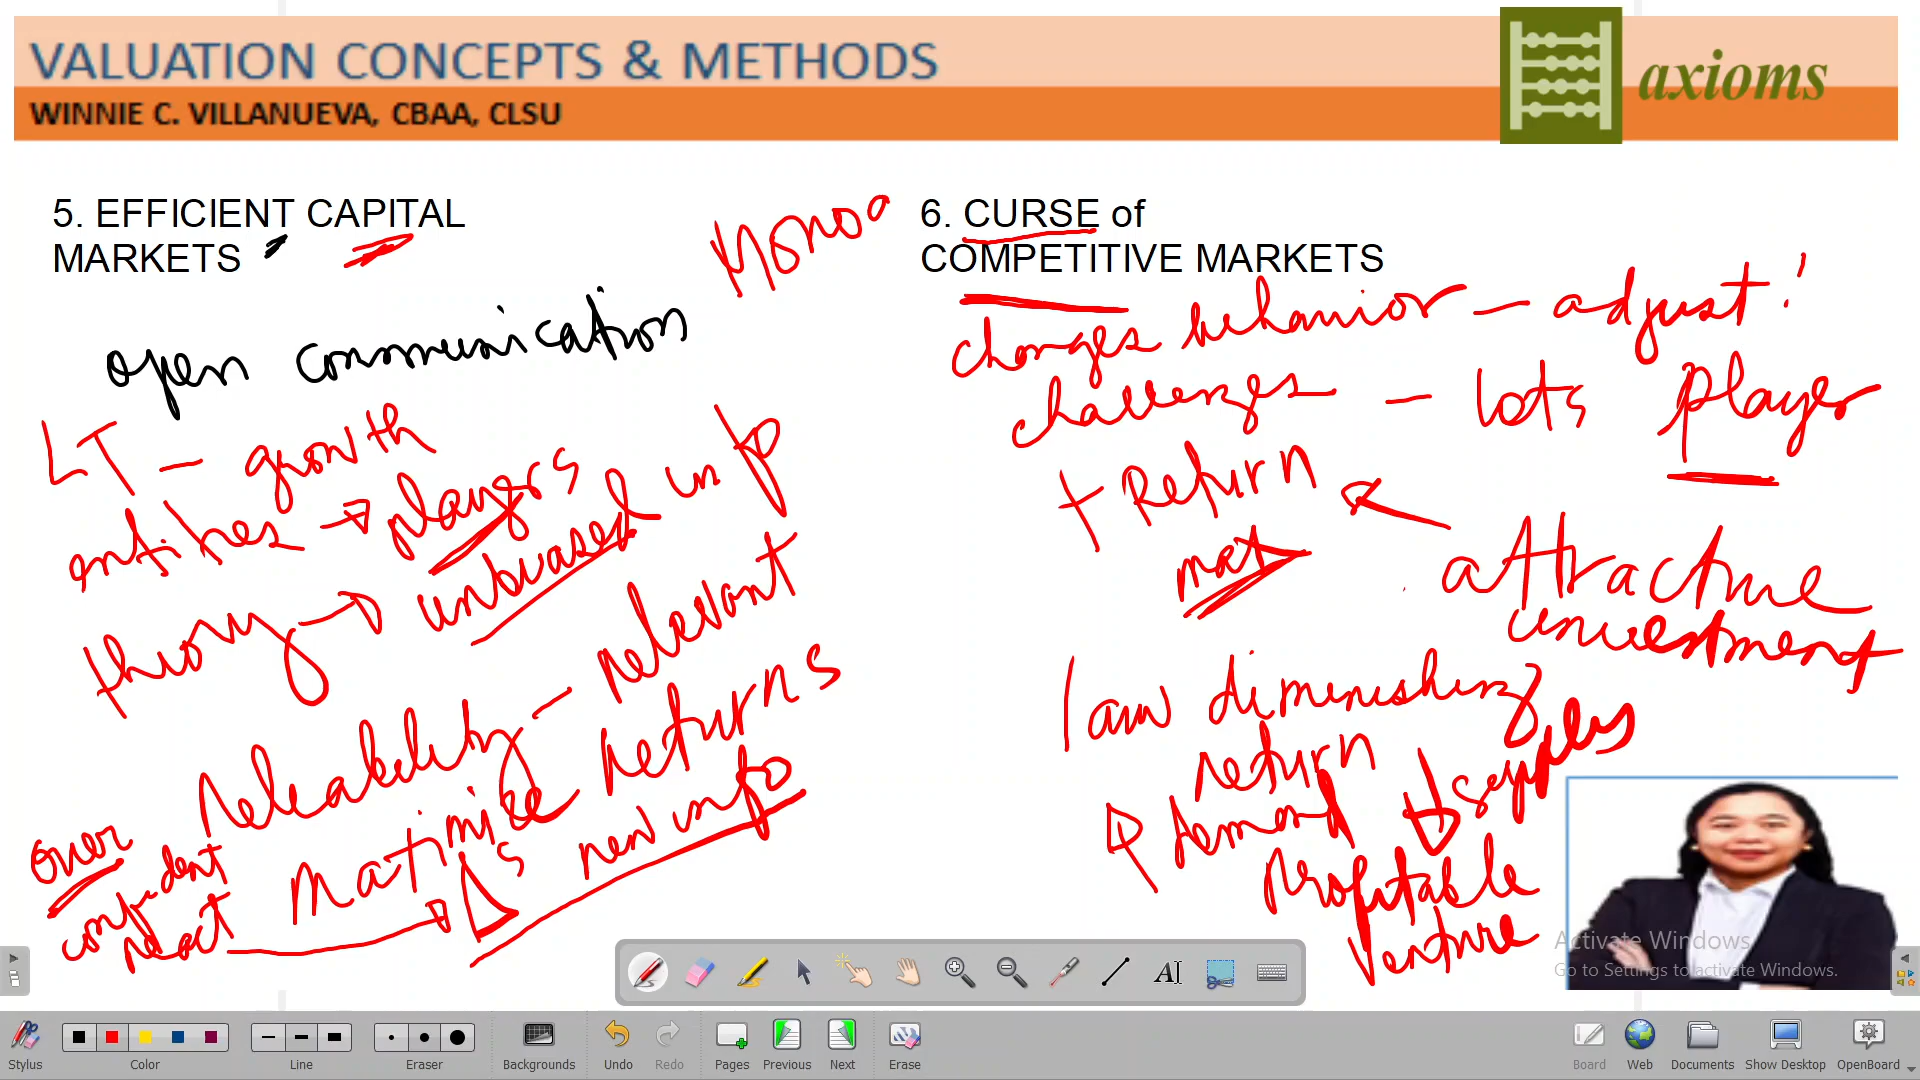 VALUATION CONCEPTS & METHODS
WINNIE C. VILLANUEVA, CBAA, CLSU
axioms
5. EFFICIENT CAPITAL
MARKETS
open communication
LT - growth
entities → players
theory → unbiased info
reliability - relevant
Maximize returns
over
confident
react
Δs new info
6. CURSE of
COMPETITIVE MARKETS
changes behavior - adjust!
challenges - lots player
+ Return
attractive
investment
law diminishing
return
demand supply
profitable
venture
Activate Windows
Go to Settings to activate Windows.
Stylus
Color
Line
Eraser
Backgrounds
Undo
Redo
Pages
Previous
Next
Erase
Board
Web
Documents
Show Desktop
OpenBoard